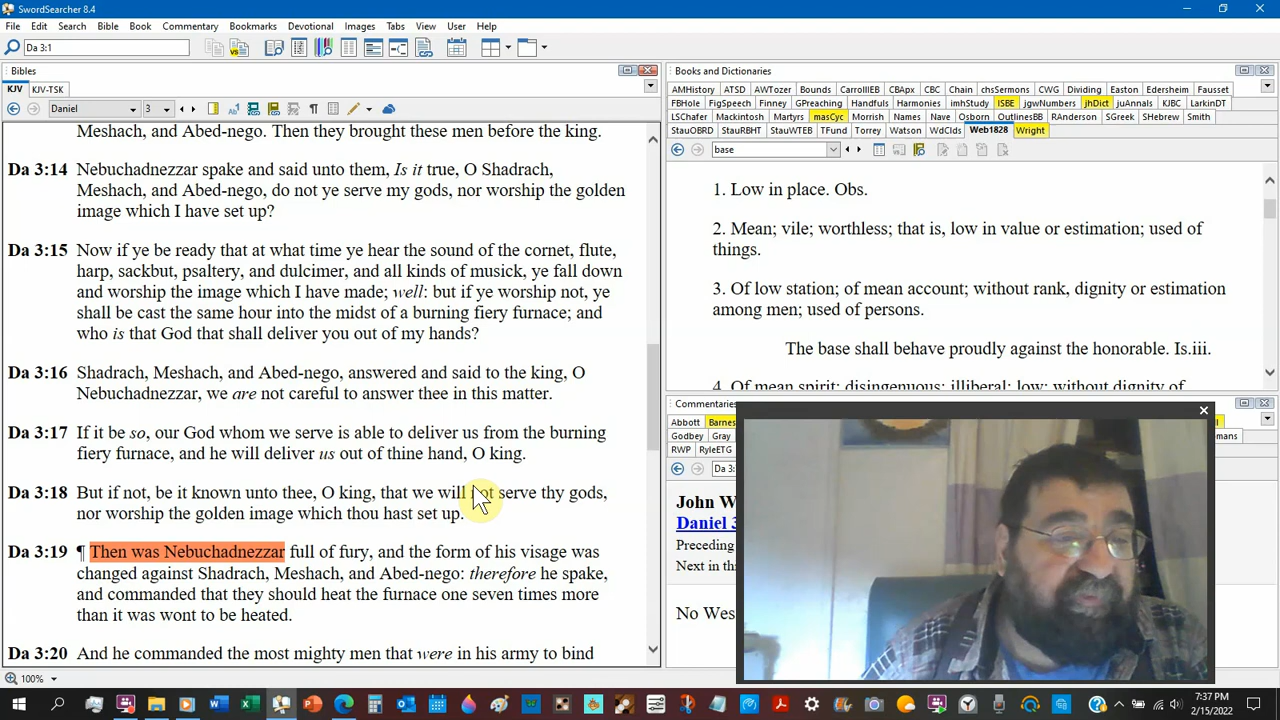 SwordSearcher 8.4
File Edit Search Bible Book Commentary Bookmarks Devotional Images Tabs View User Help
Da 3:1
Bibles
KJV KJV-TSK
Daniel 3
Meshach, and Abed-nego. Then they brought these men before the king.
Da 3:14 Nebuchadnezzar spake and said unto them, Is it true, O Shadrach,
Meshach, and Abed-nego, do not ye serve my gods, nor worship the golden
image which I have set up?
Da 3:15 Now if ye be ready that at what time ye hear the sound of the cornet, flute,
harp, sackbut, psaltery, and dulcimer, and all kinds of musick, ye fall down
and worship the image which I have made; well: but if ye worship not, ye
shall be cast the same hour into the midst of a burning fiery furnace; and
who is that God that shall deliver you out of my hands?
Da 3:16 Shadrach, Meshach, and Abed-nego, answered and said to the king, O
Nebuchadnezzar, we are not careful to answer thee in this matter.
Da 3:17 If it be so, our God whom we serve is able to deliver us from the burning
fiery furnace, and he will deliver us out of thine hand, O king.
Da 3:18 But if not, be it known unto thee, O king, that we will not serve thy gods,
nor worship the golden image which thou hast set up.
Da 3:19 ¶ Then was Nebuchadnezzar full of fury, and the form of his visage was
changed against Shadrach, Meshach, and Abed-nego: therefore he spake,
and commanded that they should heat the furnace one seven times more
than it was wont to be heated.
Da 3:20 And he commanded the most mighty men that were in his army to bind
100%
Books and Dictionaries
AMHistory ATSD AWTozer Bounds CarrollIEB CBApx CBC Chain chsSermons CWG Dividing Easton Edersheim Fausset
FBHole FigSpeech Finney GPreaching Handfuls Harmonies imhStudy ISBE jgwNumbers jhDict juAnnals KJBC LarkinDT
LSChafer Mackintosh Martyrs masCyc Morrish Names Nave Osborn OutlinesBB RAnderson SGreek SHebrew Smith
StauOBRD StauRBHT StauWTEB TFund Torrey Watson WdClds Web1828 Wright
base
1. Low in place. Obs.
2. Mean; vile; worthless; that is, low in value or estimation; used of
things.
3. Of low station; of mean account; without rank, dignity or estimation
among men; used of persons.
The base shall behave proudly against the honorable. Is.iii.
4. Of mean spirit; disingenuous; illiberal; low; without dignity of
Commentaries
Abbott Barnes
Godbey Gray
RWP RyleETG
Da 3:
John W
Daniel 3
Preceding
Next in th
No Wes
7:37 PM
2/15/2022